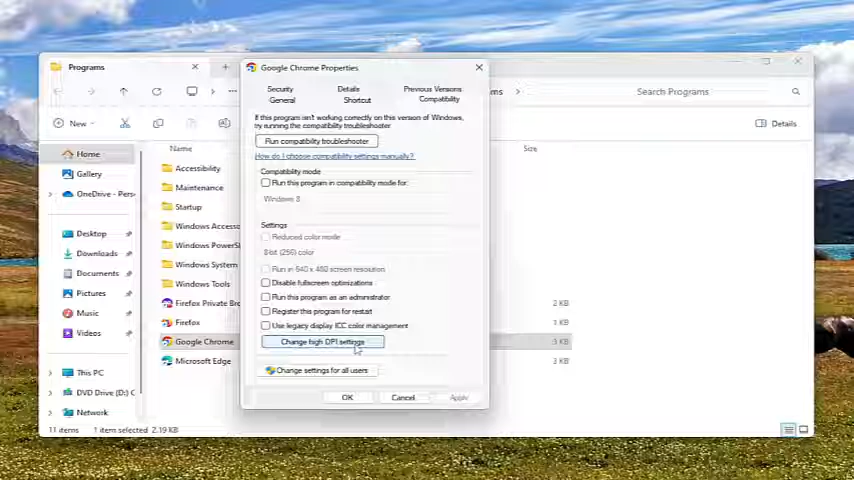 Programs
Google Chrome Properties
Security
Details
Previous Versions
General
Shortcut
Compatibility
Search Programs
New
Details
If this program isn't working correctly on this version of Windows,
try running the compatibility troubleshooter.
Run compatibility troubleshooter
How do I choose compatibility settings manually?
Compatibility mode
Run this program in compatibility mode for:
Windows 8
Settings
Reduced color mode
8-bit (256) color
Run in 640 x 480 screen resolution
Disable fullscreen optimizations
Run this program as an administrator
Register this program for restart
Use legacy display ICC color management
Change high DPI settings
Change settings for all users
OK
Cancel
Apply
Home
Gallery
OneDrive - Pers
Desktop
Downloads
Documents
Pictures
Music
Videos
This PC
DVD Drive (D:) C
Network
Name
Size
Accessibility
Maintenance
Startup
Windows Accesso
Windows PowerSh
Windows System
Windows Tools
Firefox Private Bro
2 KB
Firefox
1 KB
Google Chrome
3 KB
Microsoft Edge
3 KB
11 items
1 item selected 2.19 KB